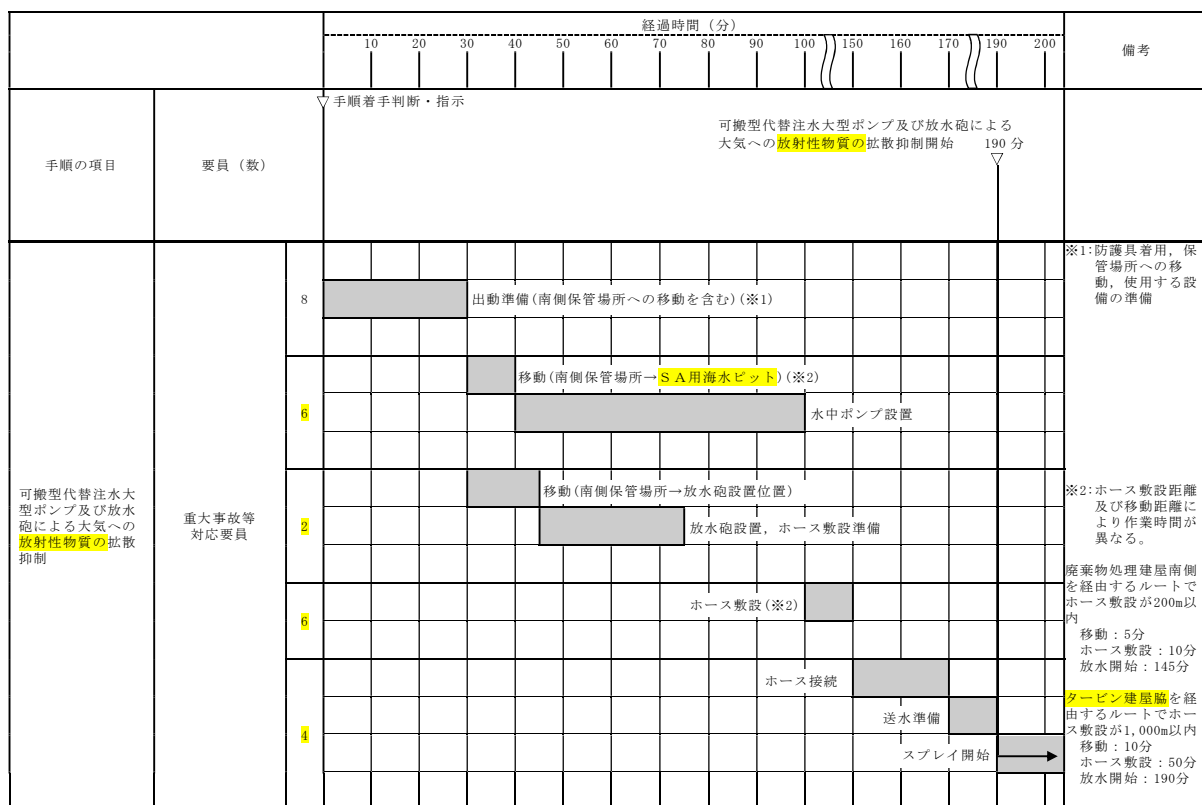 経過時間（分）
10 20 30 40 50 60 70 80 90 100 150 160 170 190 200
備考
手順の項目
要員（数）
▽手順着手判断・指示
可搬型代替注水大型ポンプ及び放水砲による
大気への放射性物質の拡散抑制開始 190分
▽
可搬型代替注水大
型ポンプ及び放水
砲による大気への
放射性物質の拡散
抑制
重大事故等
対応要員
8
出動準備(南側保管場所への移動を含む)(※1)
6
移動(南側保管場所→ＳＡ用海水ピット)(※2)
水中ポンプ設置
2
移動(南側保管場所→放水砲設置位置)
放水砲設置，ホース敷設準備
6
ホース敷設(※2)
4
ホース接続
送水準備
スプレイ開始
※1:防護具着用，保
管場所への移
動，使用する設
備の準備
※2:ホース敷設距離
及び移動距離に
より作業時間が
異なる。
廃棄物処理建屋南側
を経由するルートで
ホース敷設が200m以
内
移動：5分
ホース敷設：10分
放水開始：145分
タービン建屋脇を経
由するルートでホー
ス敷設が1,000m以内
移動：10分
ホース敷設：50分
放水開始：190分